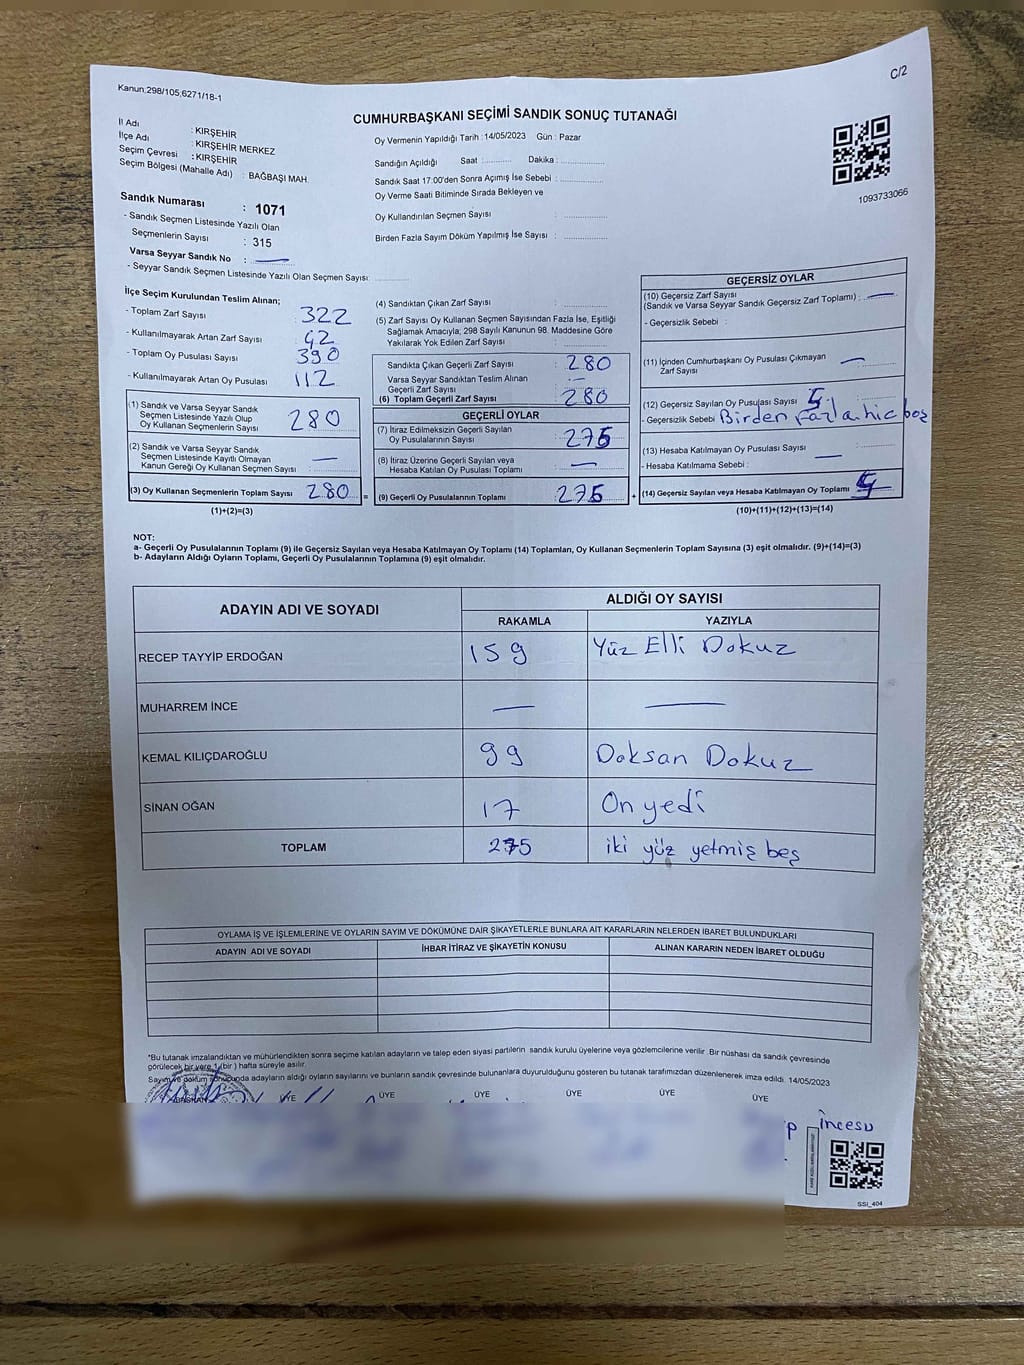 Kanun,298/105,6271/18-1
C/2
CUMHURBAŞKANI SEÇİMİ SANDIK SONUÇ TUTANAĞI
İl Adı : KIRŞEHİR
İlçe Adı : KIRŞEHİR MERKEZ
Seçim Çevresi : KIRŞEHİR
Seçim Bölgesi (Mahalle Adı) : BAĞBAŞI MAH.
Sandık Numarası : 1071
- Sandık Seçmen Listesinde Yazılı Olan
Seçmenlerin Sayısı : 315
Varsa Seyyar Sandık No : —
- Seyyar Sandık Seçmen Listesinde Yazılı Olan Seçmen Sayısı: ............
Oy Vermenin Yapıldığı Tarih : 14/05/2023 Gün : Pazar
Sandığın Açıldığı Saat :.......... Dakika :..............
Sandık Saat 17:00'den Sonra Açımış İse Sebebi :..............
Oy Verme Saati Bitiminde Sırada Bekleyen ve
Oy Kullandırılan Seçmen Sayısı : ..............
Birden Fazla Sayım Döküm Yapılmış İse Sayısı : ..............
1093733066
İlçe Seçim Kurulundan Teslim Alınan;
- Toplam Zarf Sayısı : 322
- Kullanılmayarak Artan Zarf Sayısı : 42
- Toplam Oy Pusulası Sayısı : 390
- Kullanılmayarak Artan Oy Pusulası : 112
(1) Sandık ve Varsa Seyyar Sandık
Seçmen Listesinde Yazılı Olup
Oy Kullanan Seçmenlerin Sayısı : 280
(2) Sandık ve Varsa Seyyar Sandık
Seçmen Listesinde Kayıtlı Olmayan
Kanun Gereği Oy Kullanan Seçmen Sayısı : —
(3) Oy Kullanan Seçmenlerin Toplam Sayısı : 280 =
(1)+(2)=(3)
(4) Sandıktan Çıkan Zarf Sayısı : ............
(5) Zarf Sayısı Oy Kullanan Seçmen Sayısından Fazla İse, Eşitliği
Sağlamak Amacıyla; 298 Sayılı Kanunun 98. Maddesine Göre
Yakılarak Yok Edilen Zarf Sayısı : ............
Sandıkta Çıkan Geçerli Zarf Sayısı : 280
Varsa Seyyar Sandıktan Teslim Alınan
Geçerli Zarf Sayısı : —
(6) Toplam Geçerli Zarf Sayısı : 280
GEÇERLİ OYLAR
(7) İtiraz Edilmeksizin Geçerli Sayılan
Oy Pusulalarının Sayısı : 275
(8) İtiraz Üzerine Geçerli Sayılan veya
Hesaba Katılan Oy Pusulası Toplamı : —
(9) Geçerli Oy Pusulalarının Toplamı : 275 +
GEÇERSİZ OYLAR
(10) Geçersiz Zarf Sayısı
(Sandık ve Varsa Seyyar Sandık Geçersiz Zarf Toplamı) : —
- Geçersizlik Sebebi :
(11) İçinden Cumhurbaşkanı Oy Pusulası Çıkmayan —
Zarf Sayısı
(12) Geçersiz Sayılan Oy Pusulası Sayısı :
- Geçersizlik Sebebi : Birden fazla hic boş
(13) Hesaba Katılmayan Oy Pusulası Sayısı : —
- Hesaba Katılmama Sebebi :
(14) Geçersiz Sayılan veya Hesaba Katılmayan Oy Toplamı :
(10)+(11)+(12)+(13)=(14)
NOT:
a- Geçerli Oy Pusulalarının Toplamı (9) ile Geçersiz Sayılan veya Hesaba Katılmayan Oy Toplamı (14) Toplamları, Oy Kullanan Seçmenlerin Toplam Sayısına (3) eşit olmalıdır. (9)+(14)=(3)
b- Adayların Aldığı Oyların Toplamı, Geçerli Oy Pusulalarının Toplamına (9) eşit olmalıdır.
ADAYIN ADI VE SOYADI
ALDIĞI OY SAYISI
RAKAMLA YAZIYLA
RECEP TAYYİP ERDOĞAN 159 Yüz Elli Dokuz
MUHARREM İNCE — —
KEMAL KILIÇDAROĞLU 99 Doksan Dokuz
SİNAN OĞAN 17 On yedi
TOPLAM 275 iki yüz yetmiş beş
OYLAMA İŞ VE İŞLEMLERİNE VE OYLARIN SAYIM VE DÖKÜMÜNE DAİR ŞİKAYETLERLE BUNLARA AİT KARARLARIN NELERDEN İBARET BULUNDUKLARI
ADAYIN ADI VE SOYADI İHBAR İTİRAZ VE ŞİKAYETİN KONUSU ALINAN KARARIN NEDEN İBARET OLDUĞU
*Bu tutanak imzalandıktan ve mühürlendikten sonra seçime katılan adayların ve talep eden siyasi partilerin sandık kurulu üyelerine veya gözlemcilerine verilir .Bir nüshası da sandık çevresinde
görülecek bir yere 1 (bir ) hafta süreyle asılır.
Sayım ve döküm sonucunda adayların aldığı oyların sayılarını ve bunların sandık çevresinde bulunanlara duyurulduğunu gösteren bu tutanak tarafımızdan düzenlenerek imza edildi. 14/05/2023
BAŞKAN ÜYE ÜYE ÜYE ÜYE ÜYE ÜYE
p İncesu
SSİ_404